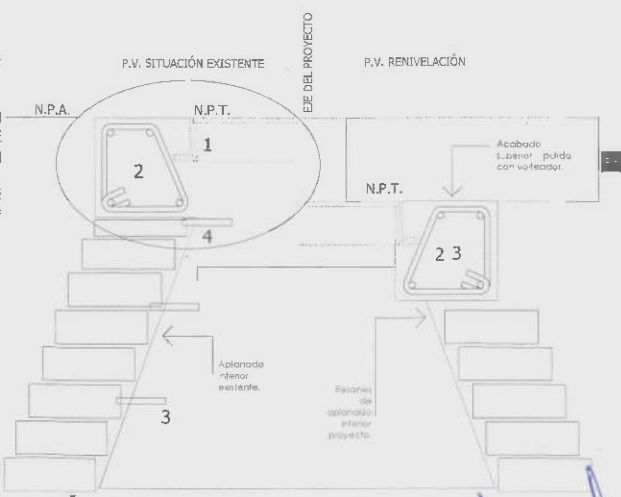 P.V. SITUACIÓN EXISTENTE
EJE DEL PROYECTO
P.V. RENIVELACIÓN
N.P.A.
N.P.T.
1
2
4
3
Aplanado
interior
existente.
Acabado
superior pulido
con volteador.
N.P.T.
2 3
Resanes
de
aplanado
interior
proyecto.